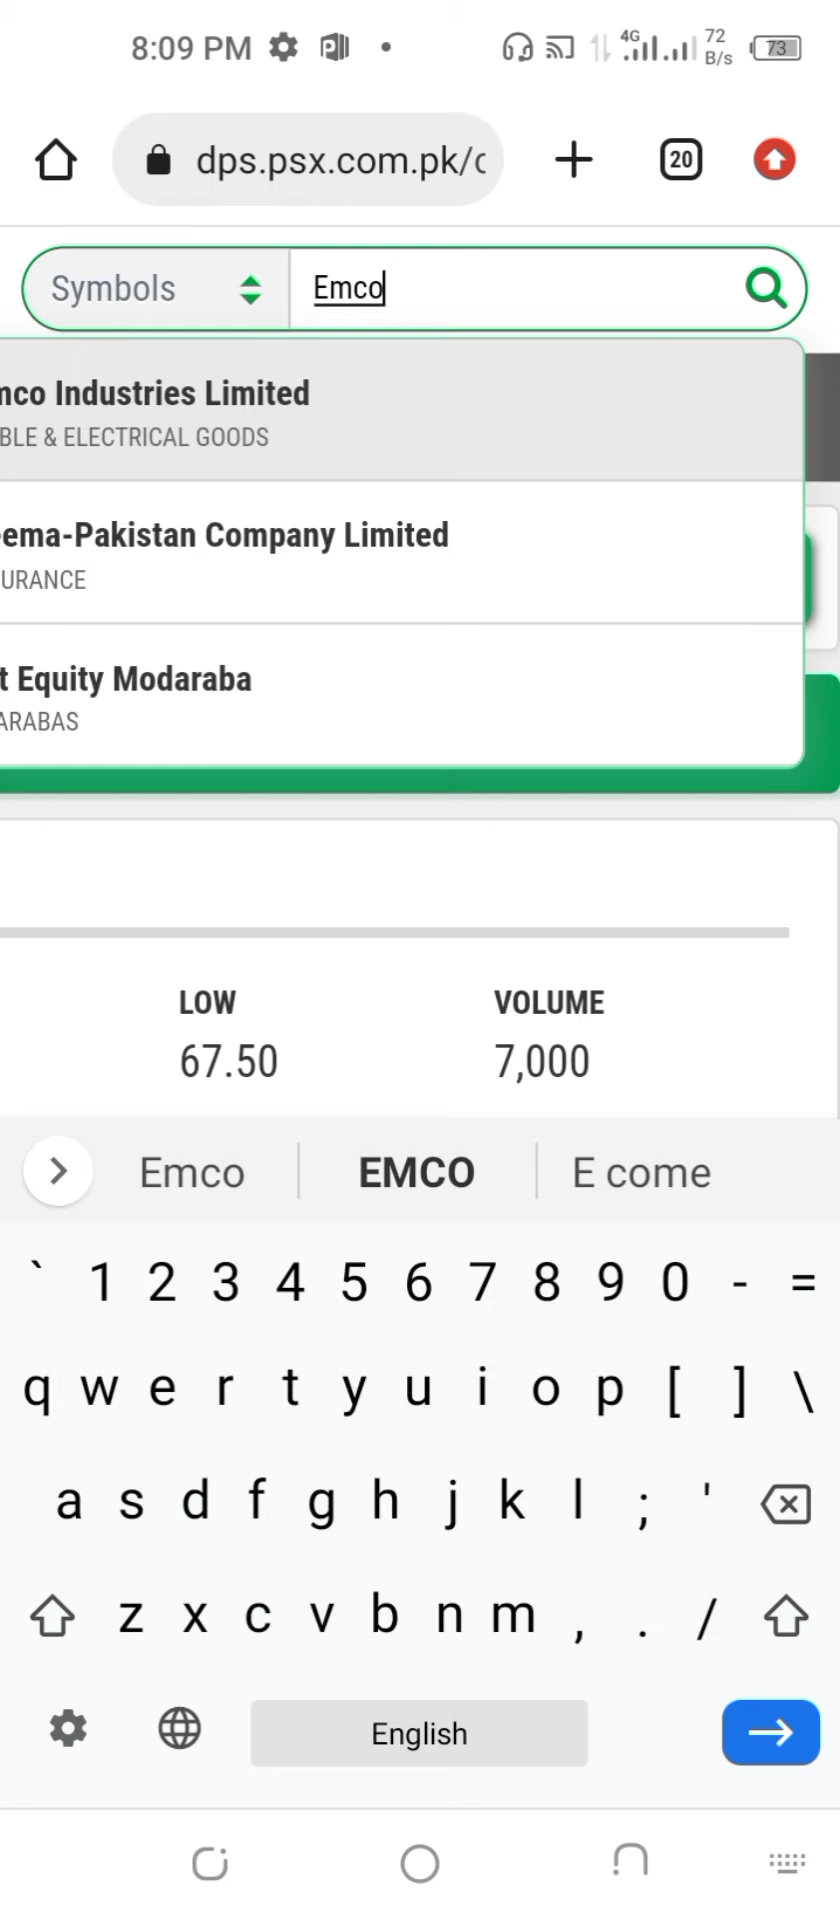 8:09 PM
4G
72
B/s
73
dps.psx.com.pk/c
20
Symbols
Emco
mco Industries Limited
BLE & ELECTRICAL GOODS
eema-Pakistan Company Limited
URANCE
t Equity Modaraba
ARABAS
LOW
VOLUME
67.50
7,000
Emco
EMCO
E come
` 1 2 3 4 5 6 7 8 9 0 - =
q w e r t y u i o p [ ] \
a s d f g h j k l ; '
z x c v b n m , . /
English